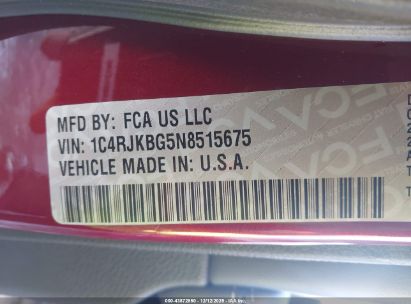 MFD BY: FCA US LLC
VIN: 1C4RJKBG5N8515675
VEHICLE MADE IN: U.S.A.